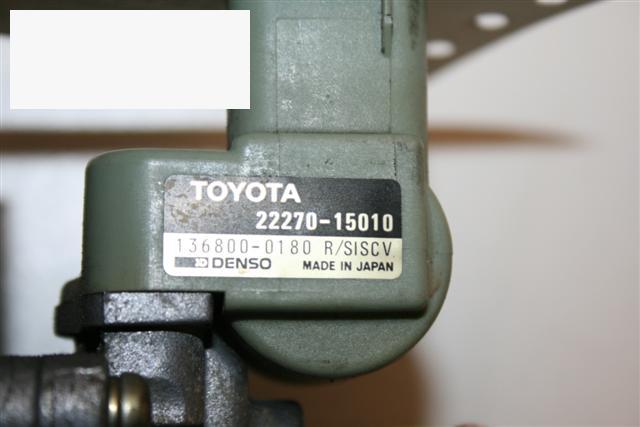 TOYOTA
22270-15010
136800-0180 R/SISCV
DENSO MADE IN JAPAN